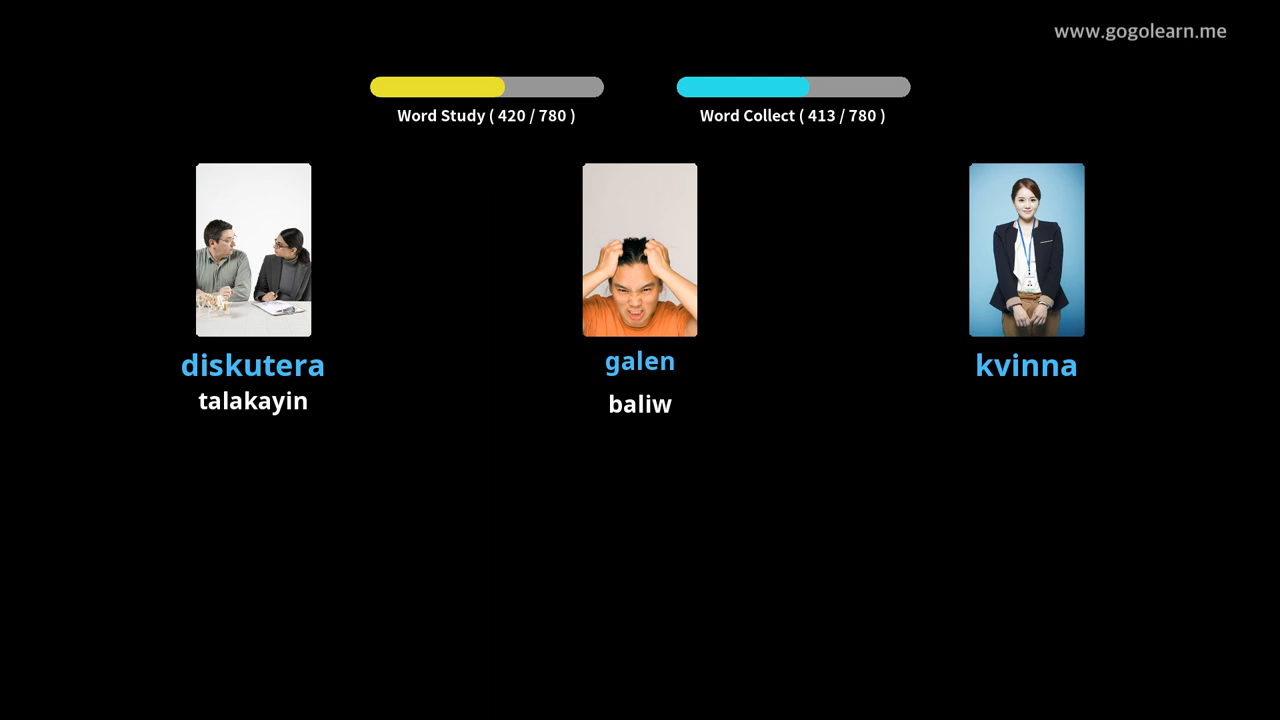 www.gogolearn.me
Word Study ( 420 / 780 )
Word Collect ( 413 / 780 )
diskutera
talakayin
galen
baliw
kvinna